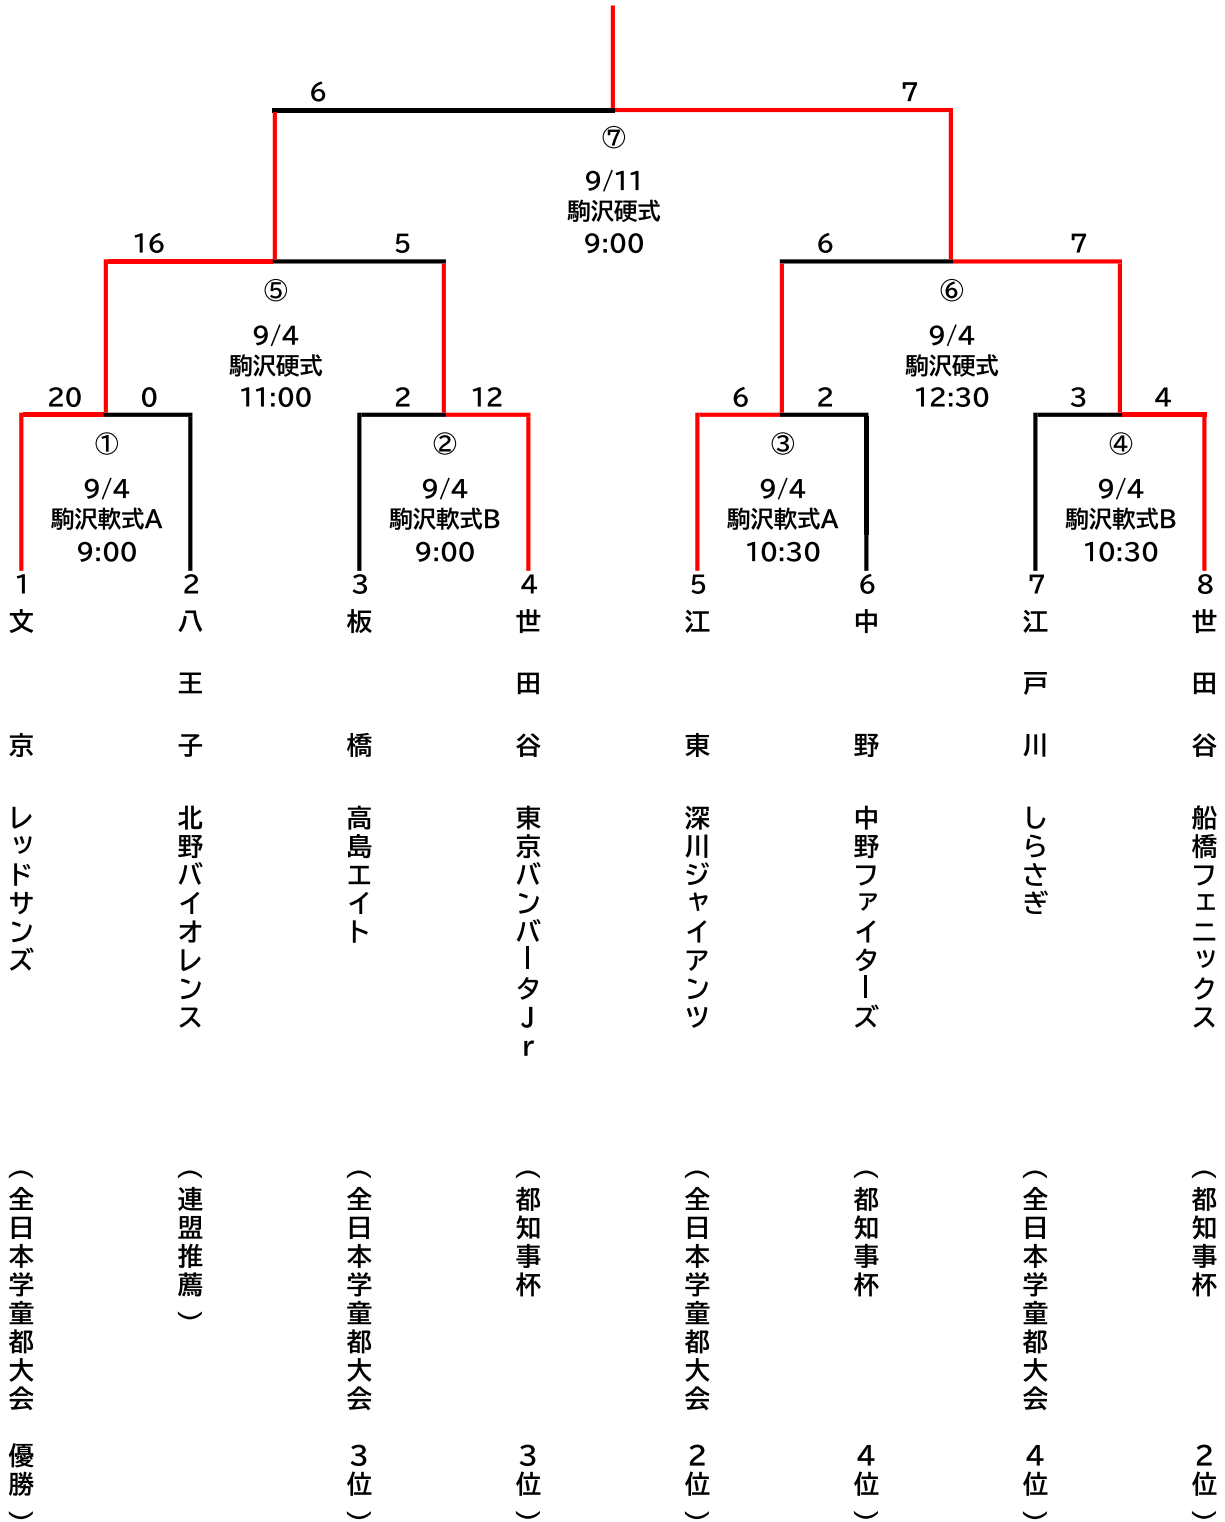 6
7
⑦
9/11
駒沢硬式
9:00
16
5
6
7
⑤
9/4
駒沢硬式
11:00
⑥
9/4
駒沢硬式
12:30
20
0
2
12
6
2
3
4
①
9/4
駒沢軟式A
9:00
②
9/4
駒沢軟式B
9:00
③
9/4
駒沢軟式A
10:30
④
9/4
駒沢軟式B
10:30
1
文京
レッドサンズ
(全日本学童都大会 優勝)
2
八王子
北野バイオレンス
(連盟推薦)
3
板橋
高島エイト
(全日本学童都大会 3位)
4
世田谷
東京バンバータJr
(都知事杯 3位)
5
江東
深川ジャイアンツ
(全日本学童都大会 2位)
6
中野
中野ファイターズ
(都知事杯 4位)
7
江戸川
しらさぎ
(全日本学童都大会 4位)
8
世田谷
船橋フェニックス
(都知事杯 2位)